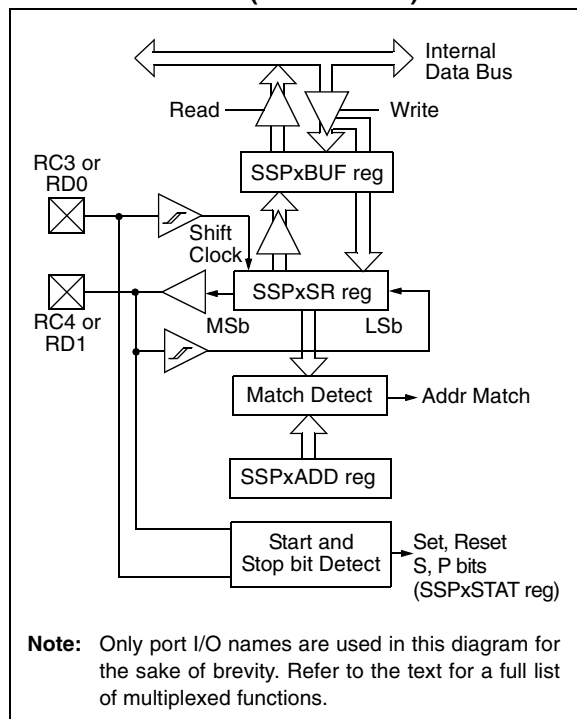 Internal
Data Bus
Read
Write
RC3 or
RD0
SSPxBUF reg
Shift
Clock
SSPxSR reg
MSb
LSb
RC4 or
RD1
Match Detect
Addr Match
SSPxADD reg
Start and
Stop bit Detect
Set, Reset
S, P bits
(SSPxSTAT reg)
Note: Only port I/O names are used in this diagram for
the sake of brevity. Refer to the text for a full list
of multiplexed functions.